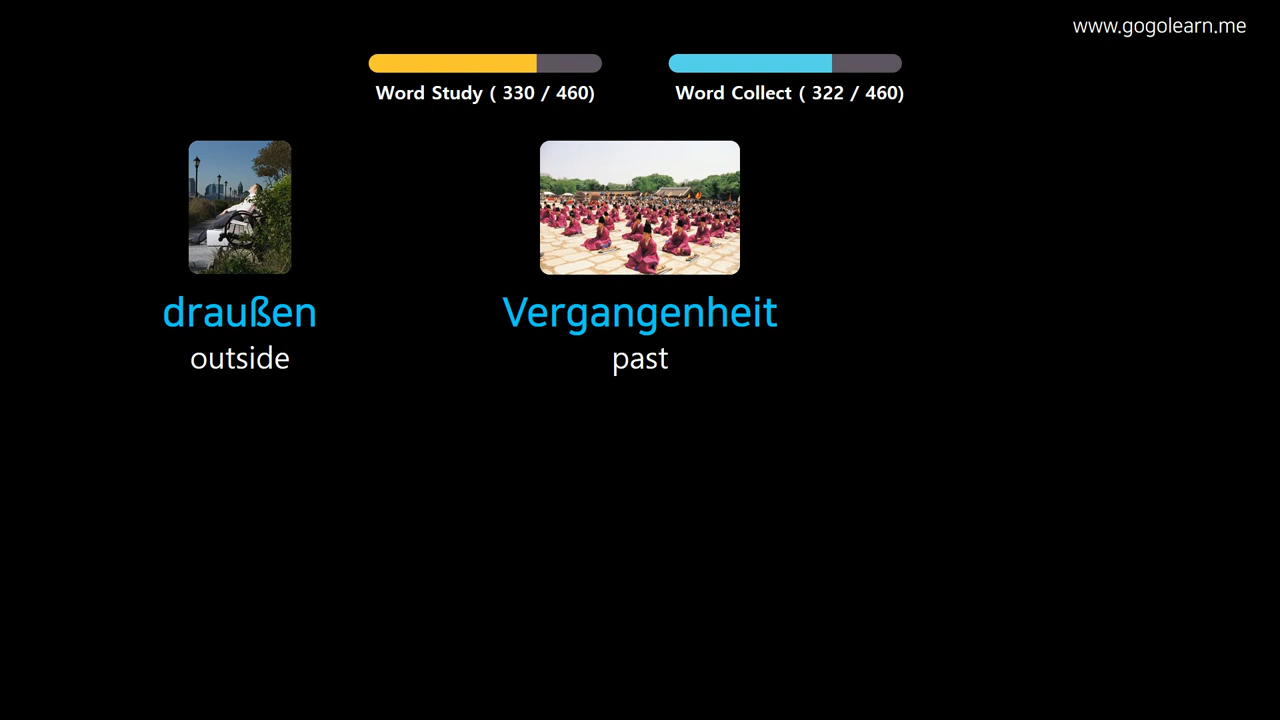 www.gogolearn.me
Word Study ( 330 / 460)
Word Collect ( 322 / 460)
draußen
outside
Vergangenheit
past